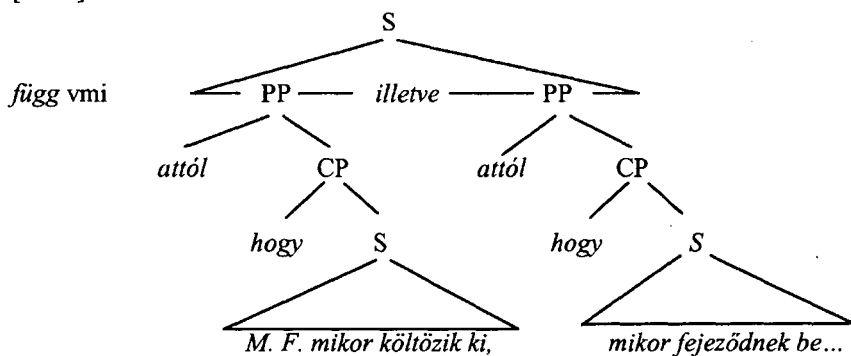 S
függ vmi PP illetve PP
attól CP attól CP
hogy S hogy S
M. F. mikor költözik ki, mikor fejeződnek be…